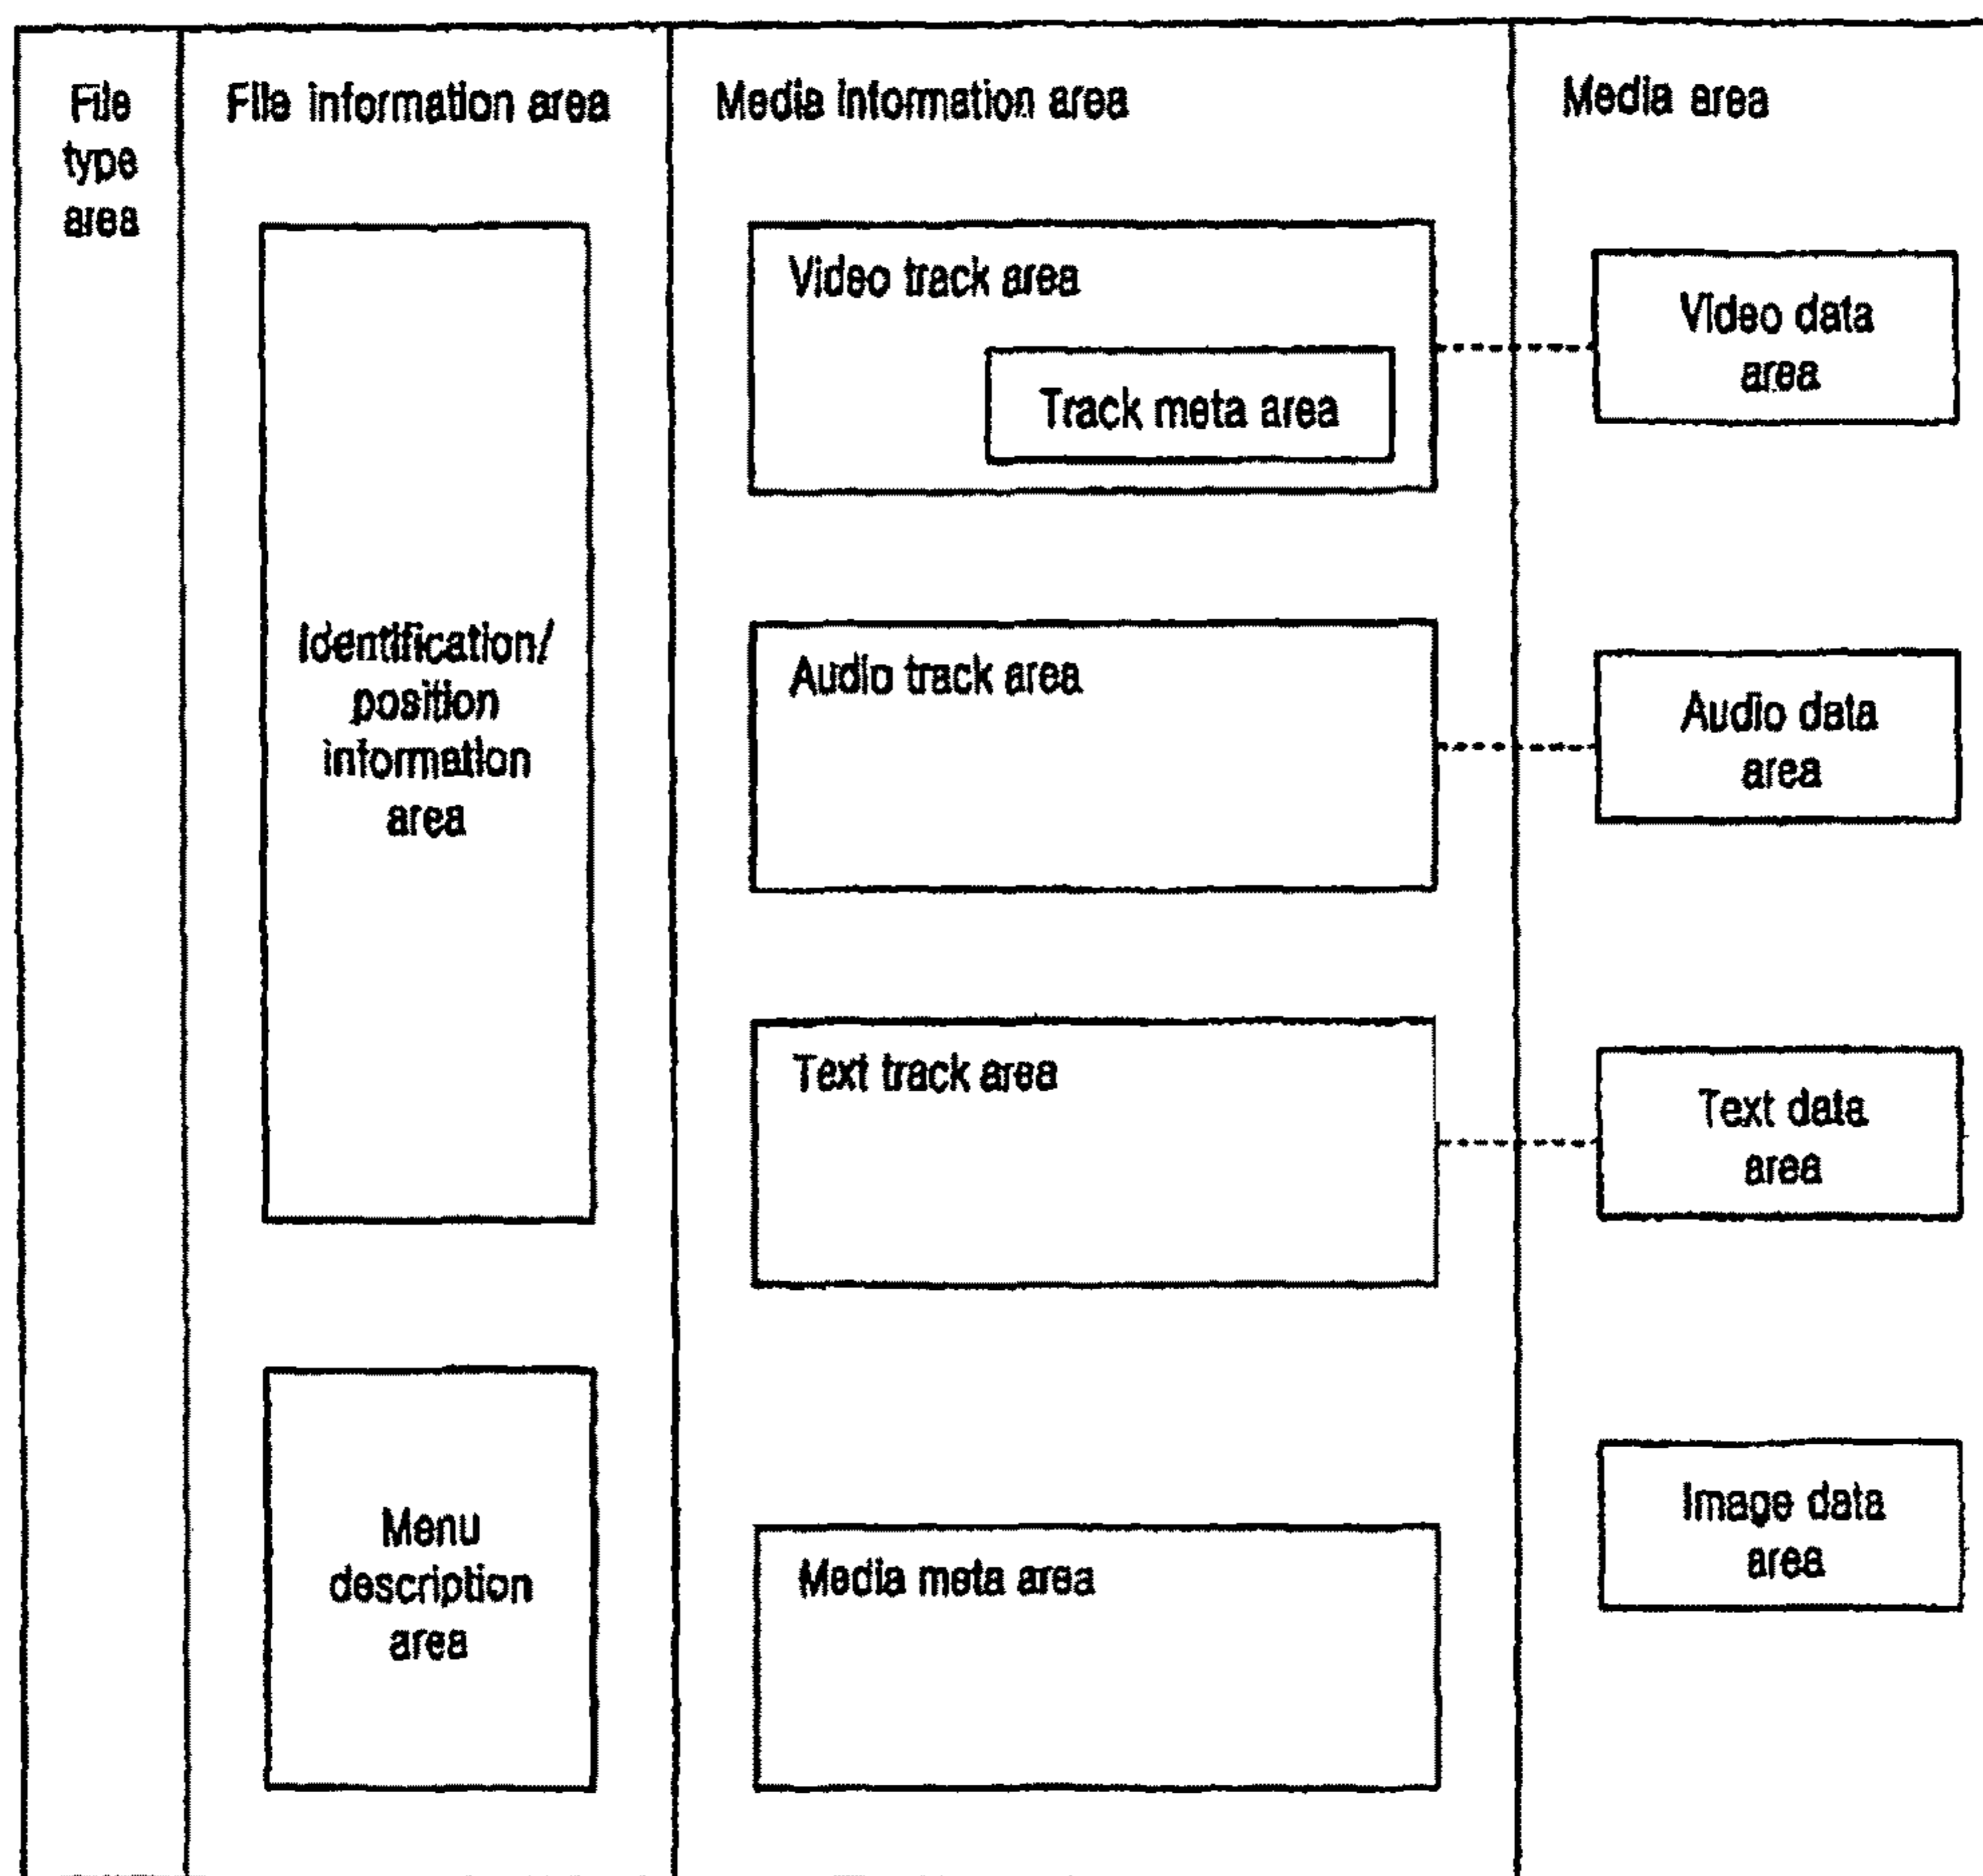 File
type
area
File information area
Identification/
position
information
area
Menu
description
area
Media information area
Video track area
Track meta area
Audio track area
Text track area
Media meta area
Media area
Video data
area
Audio data
area
Text data
area
Image data
area